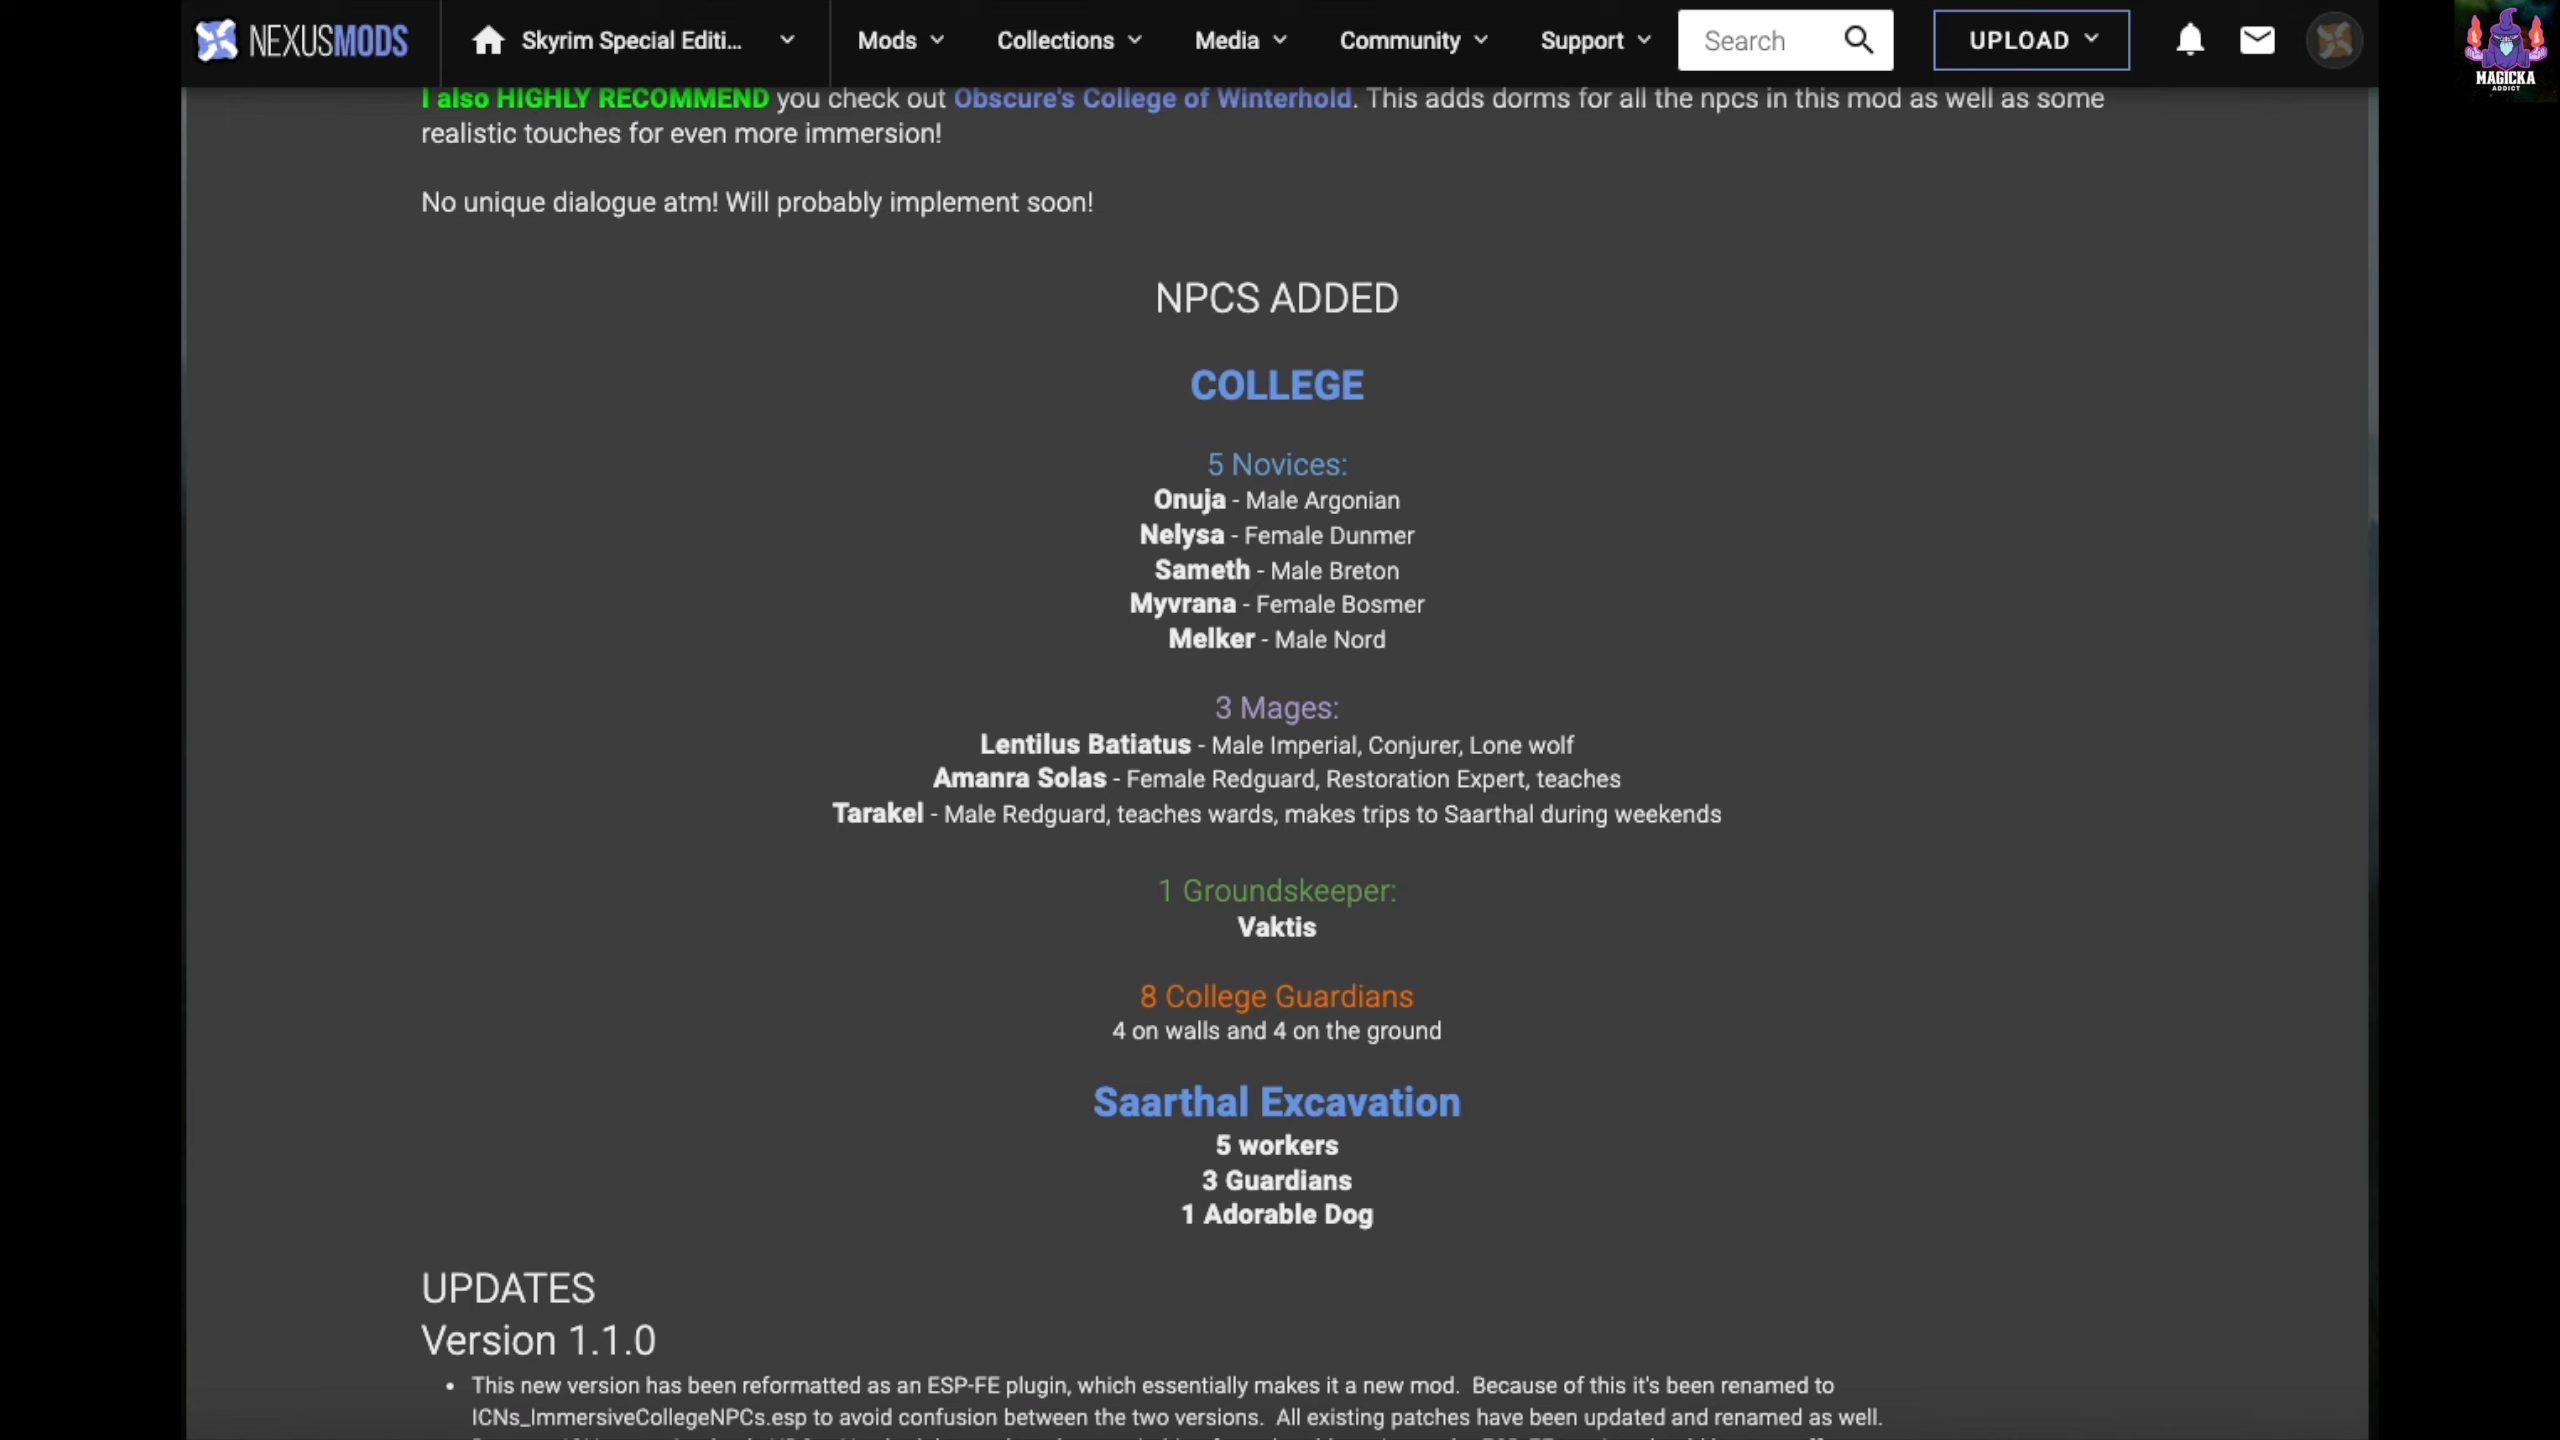 NEXUSMODS
Skyrim Special Editi...
Mods
Collections
Media
Community
Support
Search
UPLOAD
MAGICKA
ADDICT
I also HIGHLY RECOMMEND you check out Obscure's College of Winterhold. This adds dorms for all the npcs in this mod as well as some
realistic touches for even more immersion!
No unique dialogue atm! Will probably implement soon!
NPCS ADDED
COLLEGE
5 Novices:
Onuja - Male Argonian
Nelysa - Female Dunmer
Sameth - Male Breton
Myvrana - Female Bosmer
Melker - Male Nord
3 Mages:
Lentilus Batiatus - Male Imperial, Conjurer, Lone wolf
Amanra Solas - Female Redguard, Restoration Expert, teaches
Tarakel - Male Redguard, teaches wards, makes trips to Saarthal during weekends
1 Groundskeeper:
Vaktis
8 College Guardians
4 on walls and 4 on the ground
Saarthal Excavation
5 workers
3 Guardians
1 Adorable Dog
UPDATES
Version 1.1.0
• This new version has been reformatted as an ESP-FE plugin, which essentially makes it a new mod. Because of this it's been renamed to
ICNs_ImmersiveCollegeNPCs.esp to avoid confusion between the two versions. All existing patches have been updated and renamed as well.